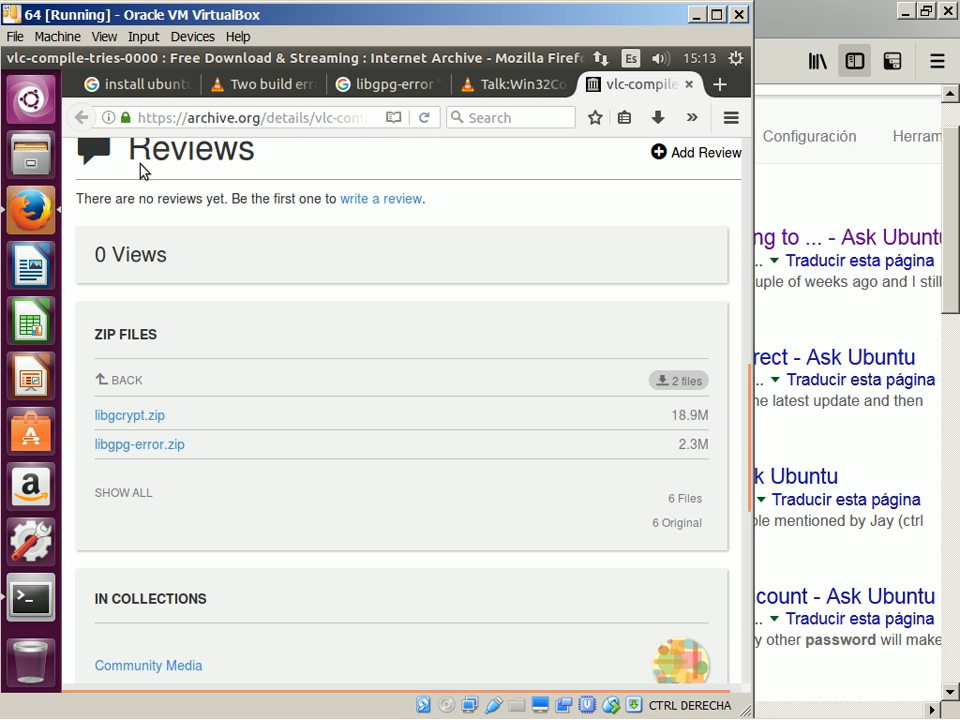 64 [Running] - Oracle VM VirtualBox
File Machine View Input Devices Help
vlc-compile-tries-0000 : Free Download & Streaming : Internet Archive - Mozilla Firef
Es
15:13
install ubuntu
Two build err
libgpg-error
Talk:Win32Co
vlc-compile
https://archive.org/details/vlc-com
Search
Reviews
Add Review
There are no reviews yet. Be the first one to write a review.
0 Views
ZIP FILES
BACK
2 files
libgcrypt.zip 18.9M
libgpg-error.zip 2.3M
SHOW ALL
6 Files
6 Original
IN COLLECTIONS
Community Media
CTRL DERECHA
Configuración Herram
ng to ... - Ask Ubuntu
.. Traducir esta página
uple of weeks ago and I still
rect - Ask Ubuntu
.. Traducir esta página
he latest update and then
k Ubuntu
Traducir esta página
ole mentioned by Jay (ctrl
count - Ask Ubuntu
.. Traducir esta página
y other password will make